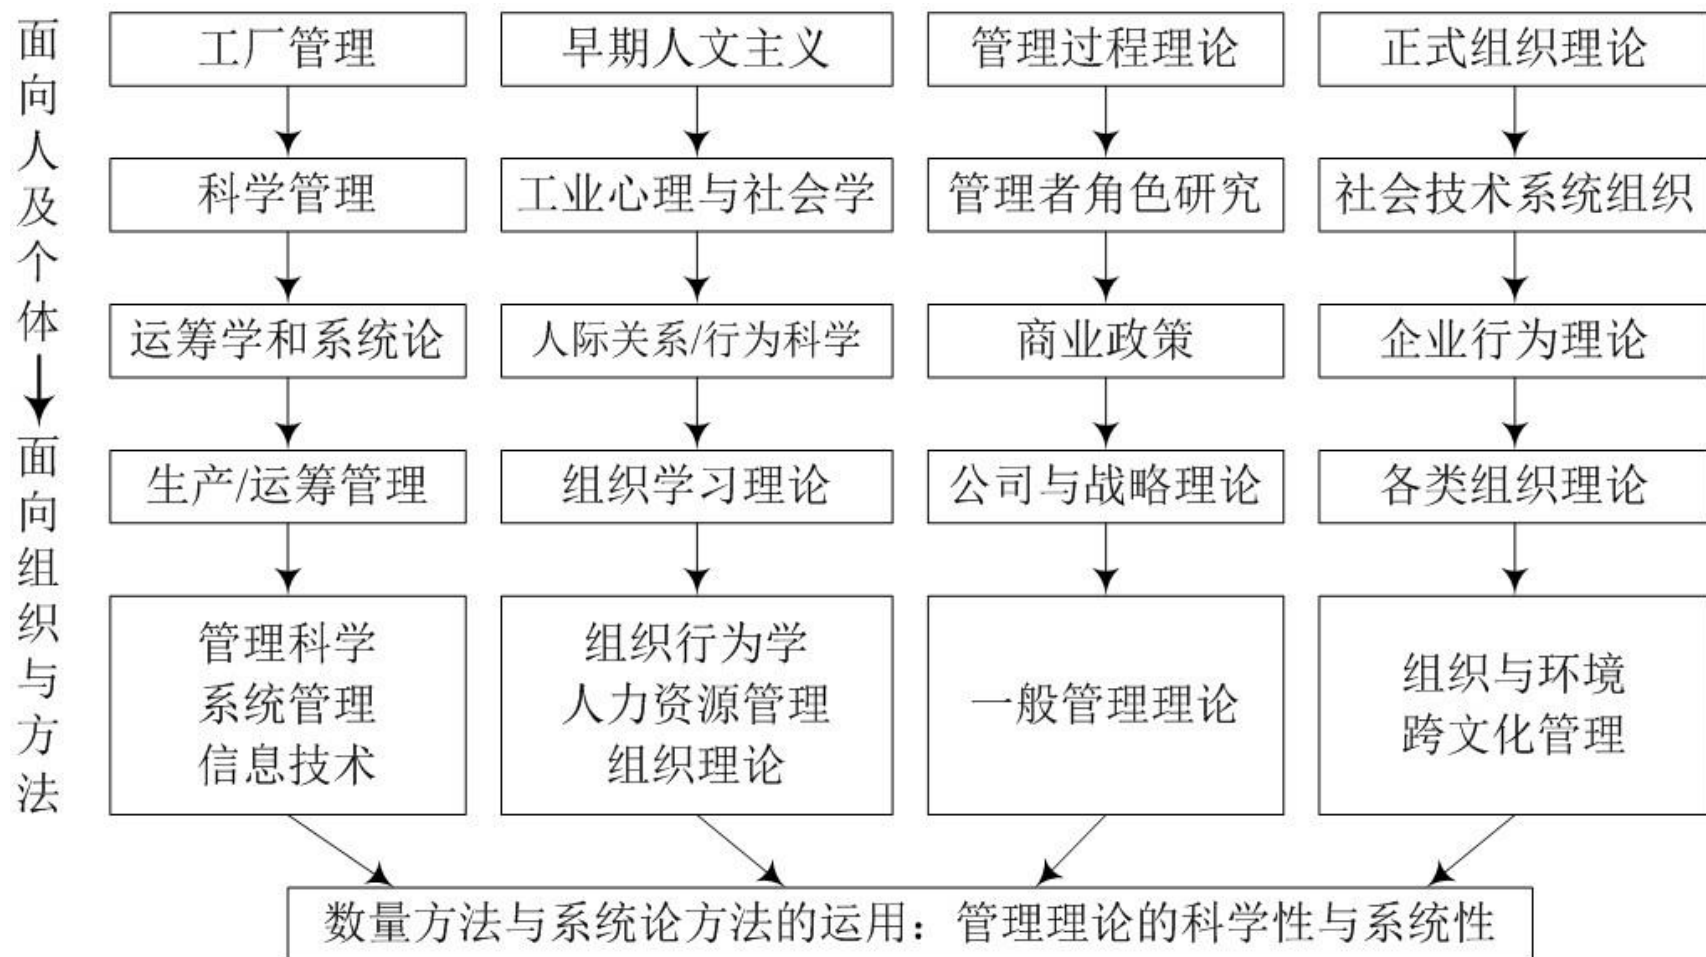 面向人及个体
面向组织与方法
工厂管理
早期人文主义
管理过程理论
正式组织理论
科学管理
工业心理与社会学
管理者角色研究
社会技术系统组织
运筹学和系统论
人际关系/行为科学
商业政策
企业行为理论
生产/运筹管理
组织学习理论
公司与战略理论
各类组织理论
管理科学
系统管理
信息技术
组织行为学
人力资源管理
组织理论
一般管理理论
组织与环境
跨文化管理
数量方法与系统论方法的运用：管理理论的科学性与系统性